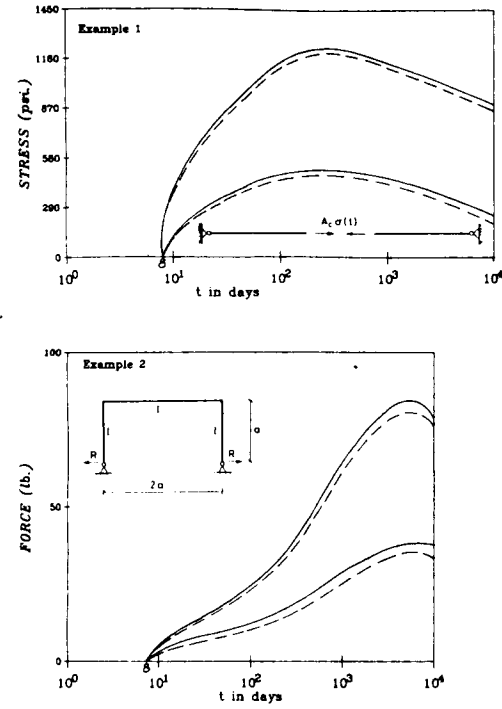 Example 1
STRESS (psi.)
1450
1160
870
580
290
0
8
A_c σ(t)
10^0 10^1 10^2 10^3 10^4
t in days
Example 2
FORCE (lb.)
100
50
0
8
I
I I
a
R R
2a
10^0 10^1 10^2 10^3 10^4
t in days